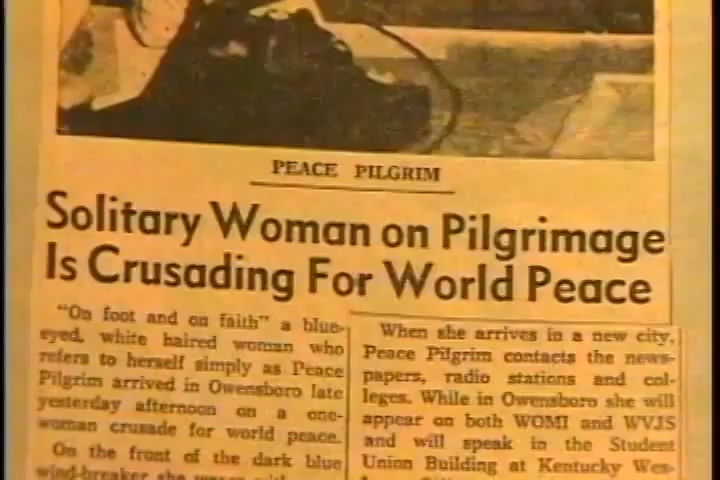 PEACE PILGRIM
Solitary Woman on Pilgrimage
Is Crusading For World Peace
"On foot and on faith" a blue-
eyed, white haired woman who
refers to herself simply as Peace
Pilgrim arrived in Owensboro late
yesterday afternoon on a one-
woman crusade for world peace.
On the front of the dark blue
wind-breaker she
When she arrives in a new city,
Peace Pilgrim contacts the news-
papers, radio stations and col-
leges. While in Owensboro she will
appear on both WOMI and WVJS
and will speak in the Student
Union Building at Kentucky Wes-